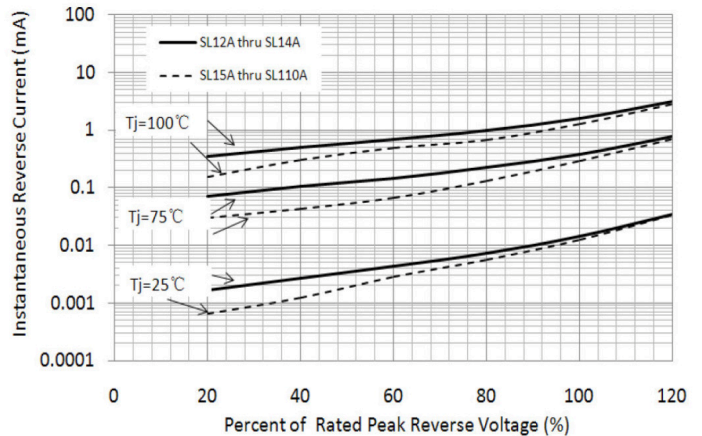 Instantaneous Reverse Current (mA)
100
10
1
0.1
0.01
0.001
0.0001
SL12A thru SL14A
SL15A thru SL110A
Tj=100℃
Tj=75℃
Tj=25℃
0
20
40
60
80
100
120
Percent of Rated Peak Reverse Voltage (%)